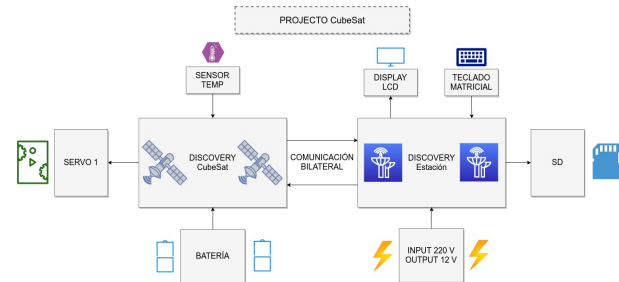 PROJECTO CubeSat
SENSOR
TEMP
DISPLAY
LCD
TECLADO
MATRICIAL
SERVO 1
DISCOVERY
CubeSat
COMUNICACIÓN
BILATERAL
DISCOVERY
Estación
SD
BATERÍA
INPUT 220 V
OUTPUT 12 V